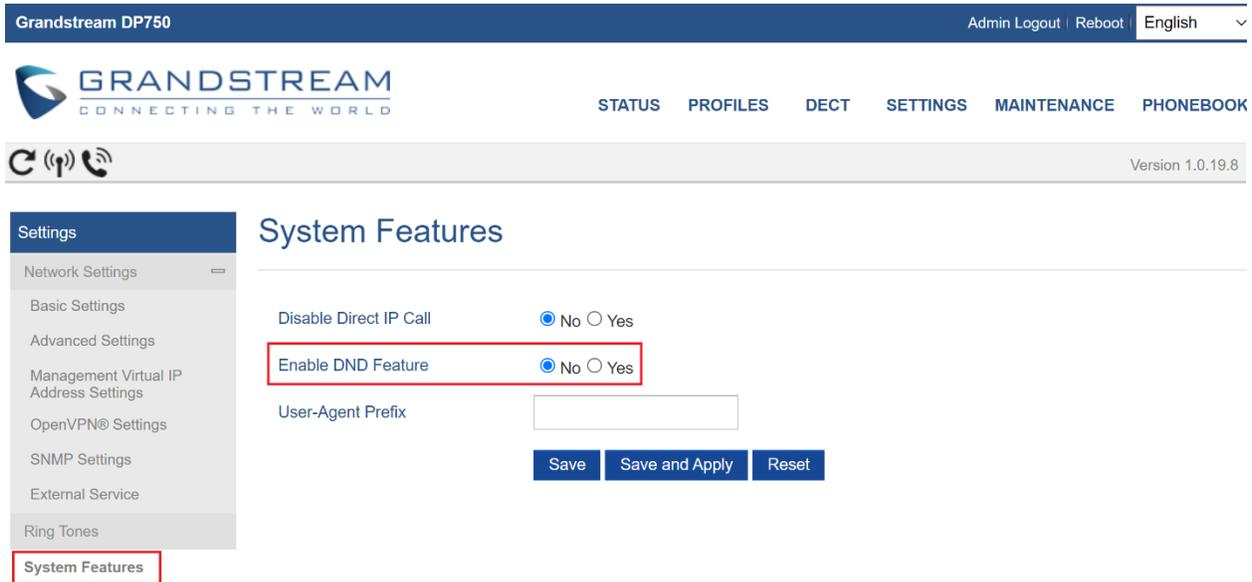 Grandstream DP750
Admin Logout | Reboot | English
GRANDSTREAM
CONNECTING THE WORLD
STATUS PROFILES DECT SETTINGS MAINTENANCE PHONEBOOK
Version 1.0.19.8
Settings
Network Settings
Basic Settings
Advanced Settings
Management Virtual IP
Address Settings
OpenVPN® Settings
SNMP Settings
External Service
Ring Tones
System Features
System Features
Disable Direct IP Call No Yes
Enable DND Feature No Yes
User-Agent Prefix
Save Save and Apply Reset